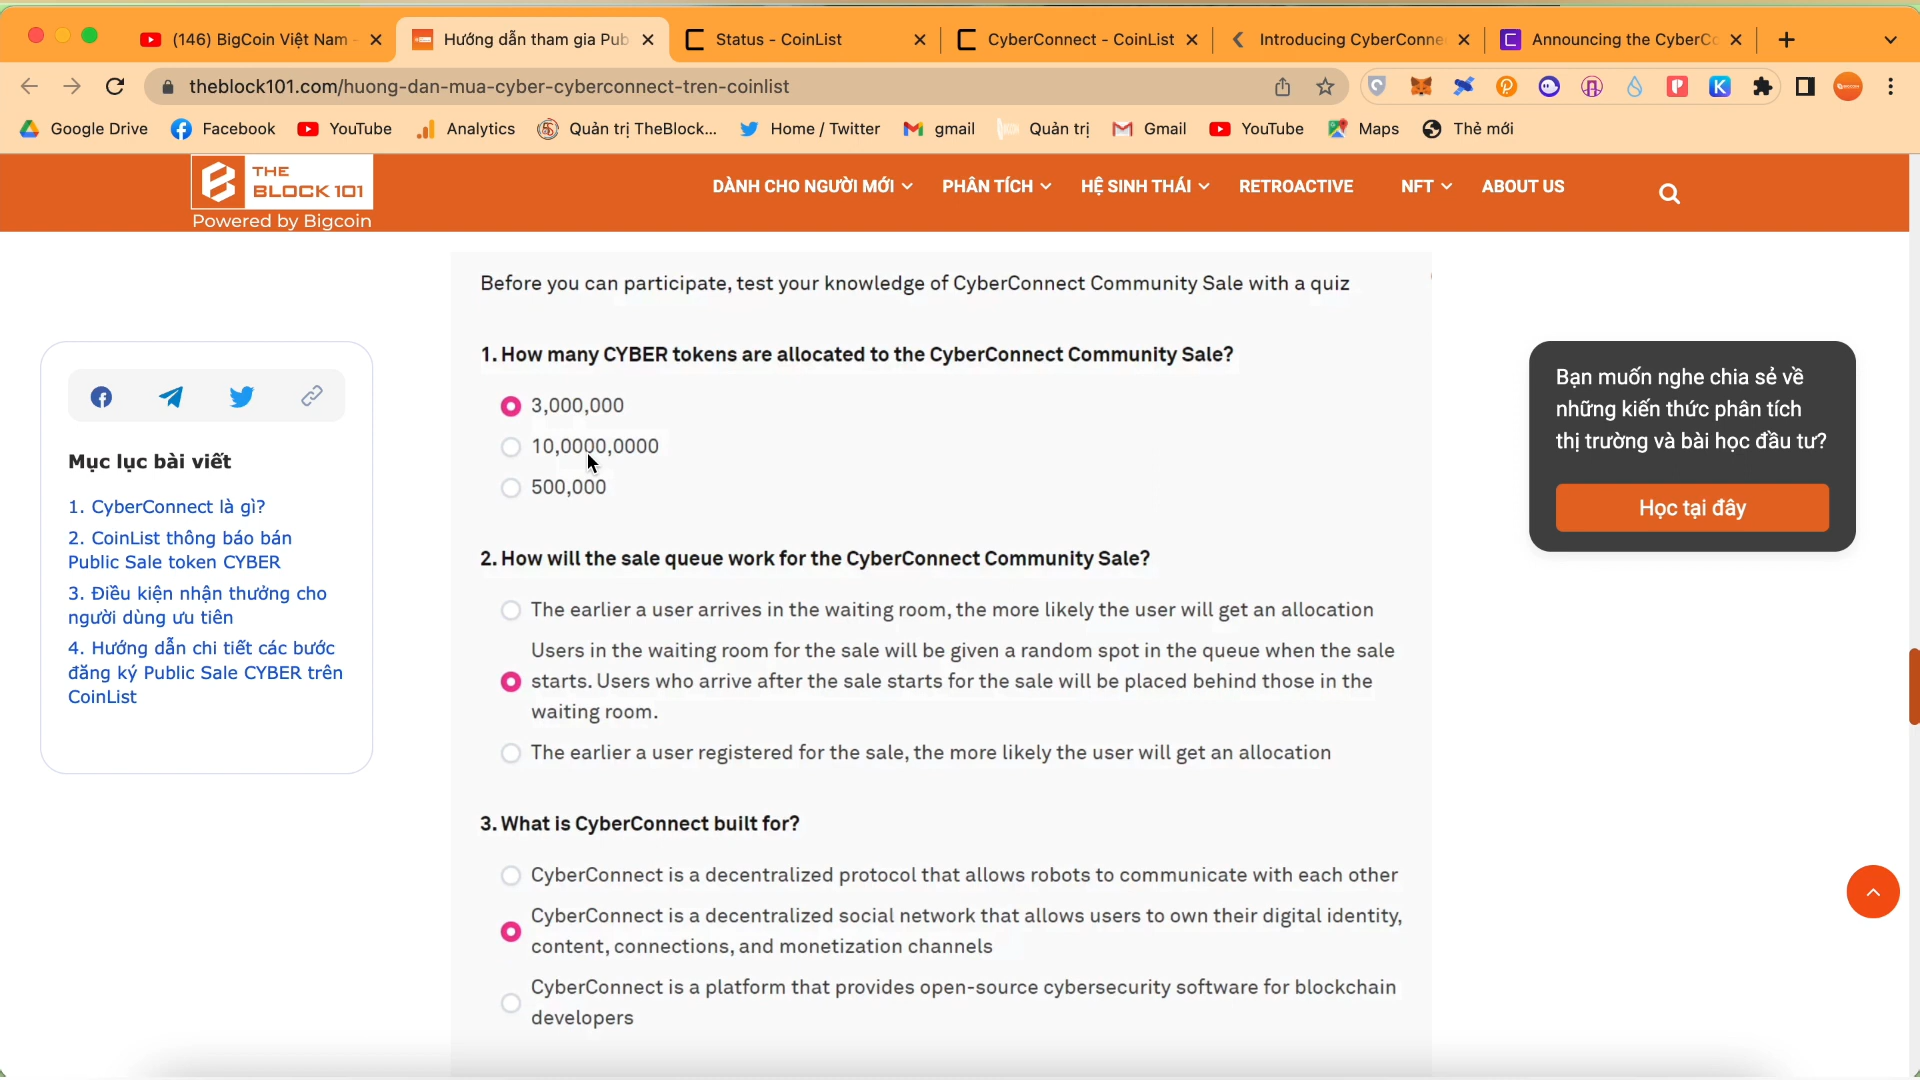 (146) BigCoin Việt Nam -
Hướng dẫn tham gia Pub
Status - CoinList
CyberConnect - CoinList
Introducing CyberConne
Announcing the CyberCo
theblock101.com/huong-dan-mua-cyber-cyberconnect-tren-coinlist
Google Drive
Facebook
YouTube
Analytics
Quản trị TheBlock...
Home / Twitter
gmail
Quản trị
Gmail
YouTube
Maps
Thẻ mới
THE
BLOCK 101
Powered by Bigcoin
DÀNH CHO NGƯỜI MỚI
PHÂN TÍCH
HỆ SINH THÁI
RETROACTIVE
NFT
ABOUT US
Mục lục bài viết
1. CyberConnect là gì?
2. CoinList thông báo bán
Public Sale token CYBER
3. Điều kiện nhận thưởng cho
người dùng ưu tiên
4. Hướng dẫn chi tiết các bước
đăng ký Public Sale CYBER trên
CoinList
Before you can participate, test your knowledge of CyberConnect Community Sale with a quiz
1. How many CYBER tokens are allocated to the CyberConnect Community Sale?
3,000,000
10,0000,0000
500,000
2. How will the sale queue work for the CyberConnect Community Sale?
The earlier a user arrives in the waiting room, the more likely the user will get an allocation
Users in the waiting room for the sale will be given a random spot in the queue when the sale
starts. Users who arrive after the sale starts for the sale will be placed behind those in the
waiting room.
The earlier a user registered for the sale, the more likely the user will get an allocation
3. What is CyberConnect built for?
CyberConnect is a decentralized protocol that allows robots to communicate with each other
CyberConnect is a decentralized social network that allows users to own their digital identity,
content, connections, and monetization channels
CyberConnect is a platform that provides open-source cybersecurity software for blockchain
developers
Bạn muốn nghe chia sẻ về
những kiến thức phân tích
thị trường và bài học đầu tư?
Học tại đây